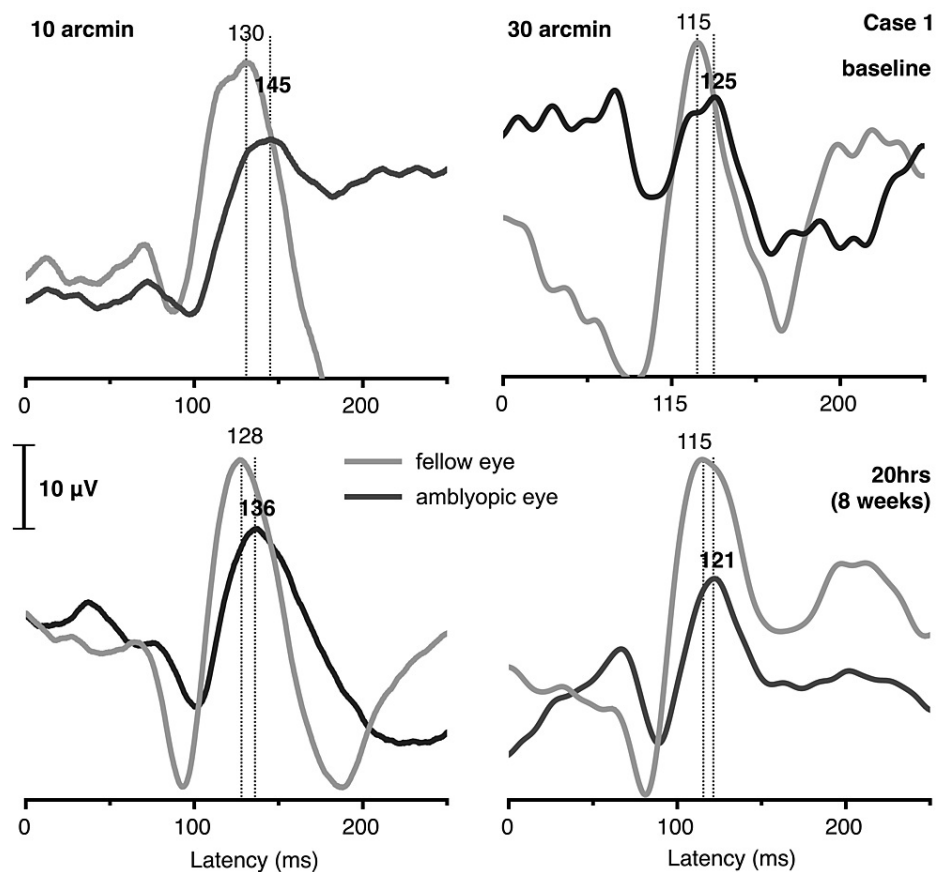 10 arcmin
130
145
30 arcmin
115
125
Case 1
baseline
0
100
200
0
115
200
10 µV
128
136
fellow eye
amblyopic eye
115
121
20hrs
(8 weeks)
0
100
200
Latency (ms)
0
100
200
Latency (ms)